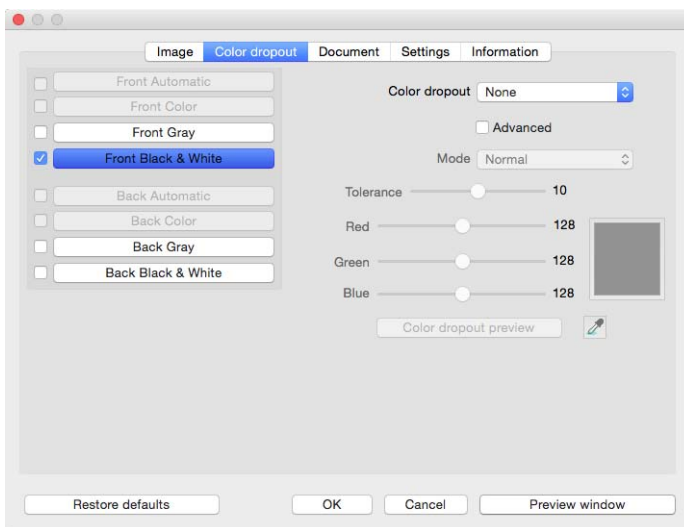 Image Color dropout Document Settings Information
Front Automatic
Front Color
Front Gray
Front Black & White
Back Automatic
Back Color
Back Gray
Back Black & White
Color dropout None
Advanced
Mode Normal
Tolerance 10
Red 128
Green 128
Blue 128
Color dropout preview
Restore defaults OK Cancel Preview window